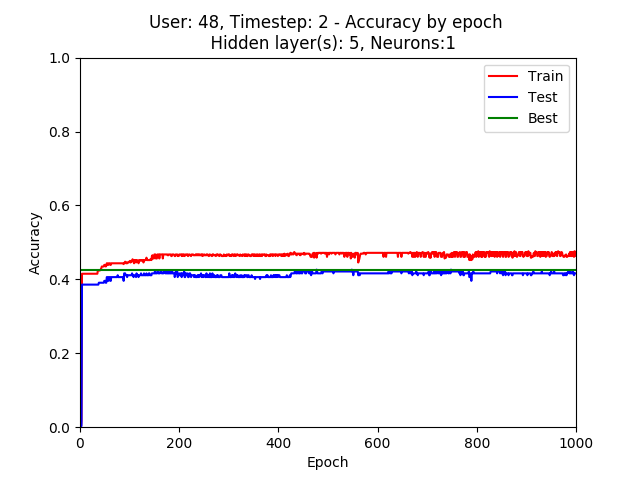 User: 48, Timestep: 2 - Accuracy by epoch
Hidden layer(s): 5, Neurons:1
1.0
0.8
0.6
0.4
0.2
0.0
Accuracy
Train
Test
Best
0
200
400
600
800
1000
Epoch